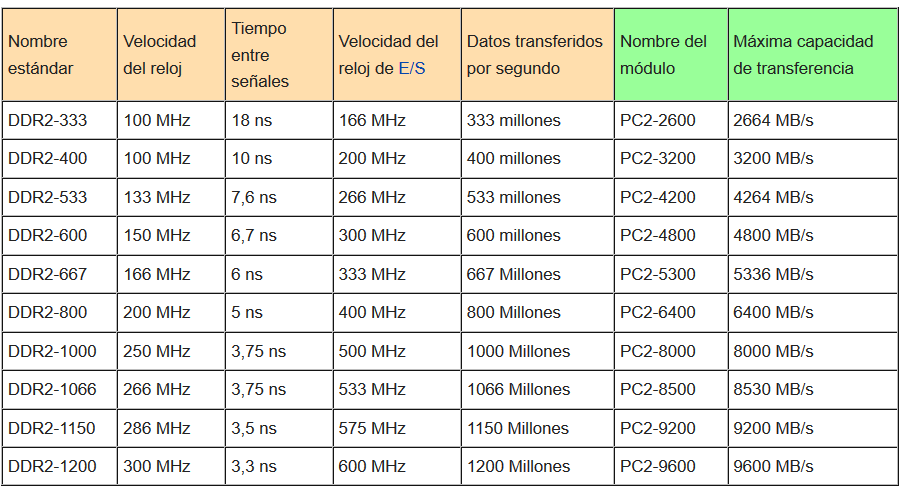 Nombre estándar | Velocidad del reloj | Tiempo entre señales | Velocidad del reloj de E/S | Datos transferidos por segundo | Nombre del módulo | Máxima capacidad de transferencia
DDR2-333 | 100 MHz | 18 ns | 166 MHz | 333 millones | PC2-2600 | 2664 MB/s
DDR2-400 | 100 MHz | 10 ns | 200 MHz | 400 millones | PC2-3200 | 3200 MB/s
DDR2-533 | 133 MHz | 7,6 ns | 266 MHz | 533 millones | PC2-4200 | 4264 MB/s
DDR2-600 | 150 MHz | 6,7 ns | 300 MHz | 600 millones | PC2-4800 | 4800 MB/s
DDR2-667 | 166 MHz | 6 ns | 333 MHz | 667 Millones | PC2-5300 | 5336 MB/s
DDR2-800 | 200 MHz | 5 ns | 400 MHz | 800 Millones | PC2-6400 | 6400 MB/s
DDR2-1000 | 250 MHz | 3,75 ns | 500 MHz | 1000 Millones | PC2-8000 | 8000 MB/s
DDR2-1066 | 266 MHz | 3,75 ns | 533 MHz | 1066 Millones | PC2-8500 | 8530 MB/s
DDR2-1150 | 286 MHz | 3,5 ns | 575 MHz | 1150 Millones | PC2-9200 | 9200 MB/s
DDR2-1200 | 300 MHz | 3,3 ns | 600 MHz | 1200 Millones | PC2-9600 | 9600 MB/s